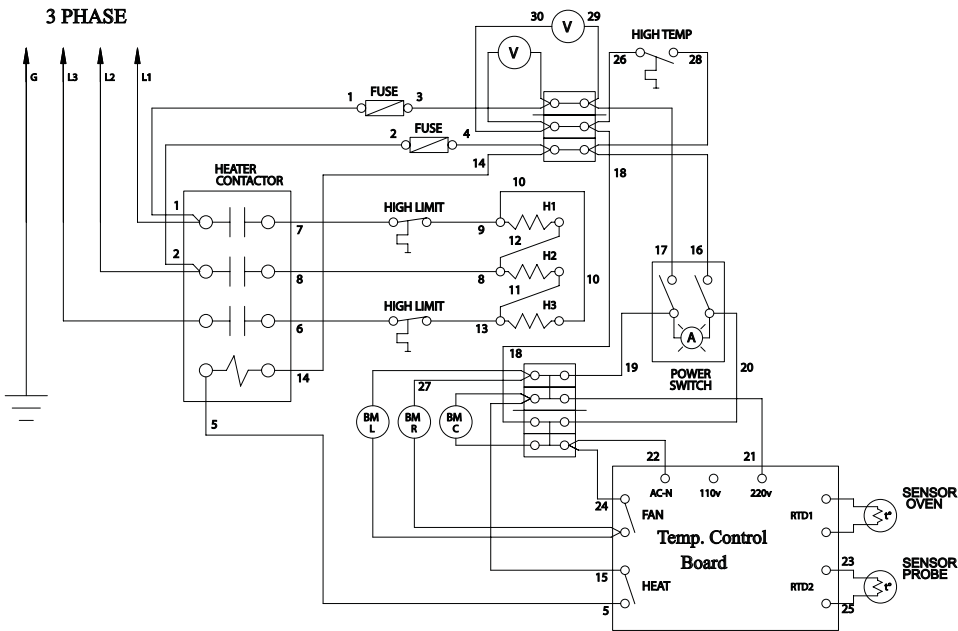 3 PHASE
30
29
V
V
HIGH TEMP
26
28
G
L3
L2
L1
1
FUSE
3
2
FUSE
4
14
18
HEATER
CONTACTOR
1
7
HIGH LIMIT
9
10
H1
12
2
8
8
H2
11
10
6
HIGH LIMIT
13
H3
14
17
16
A
POWER
SWITCH
18
19
20
5
27
BM
L
BM
R
BM
C
22
21
AC-N
110v
220v
24
FAN
RTD1
t°
SENSOR
OVEN
Temp. Control
Board
15
HEAT
5
RTD2
23
25
t°
SENSOR
PROBE